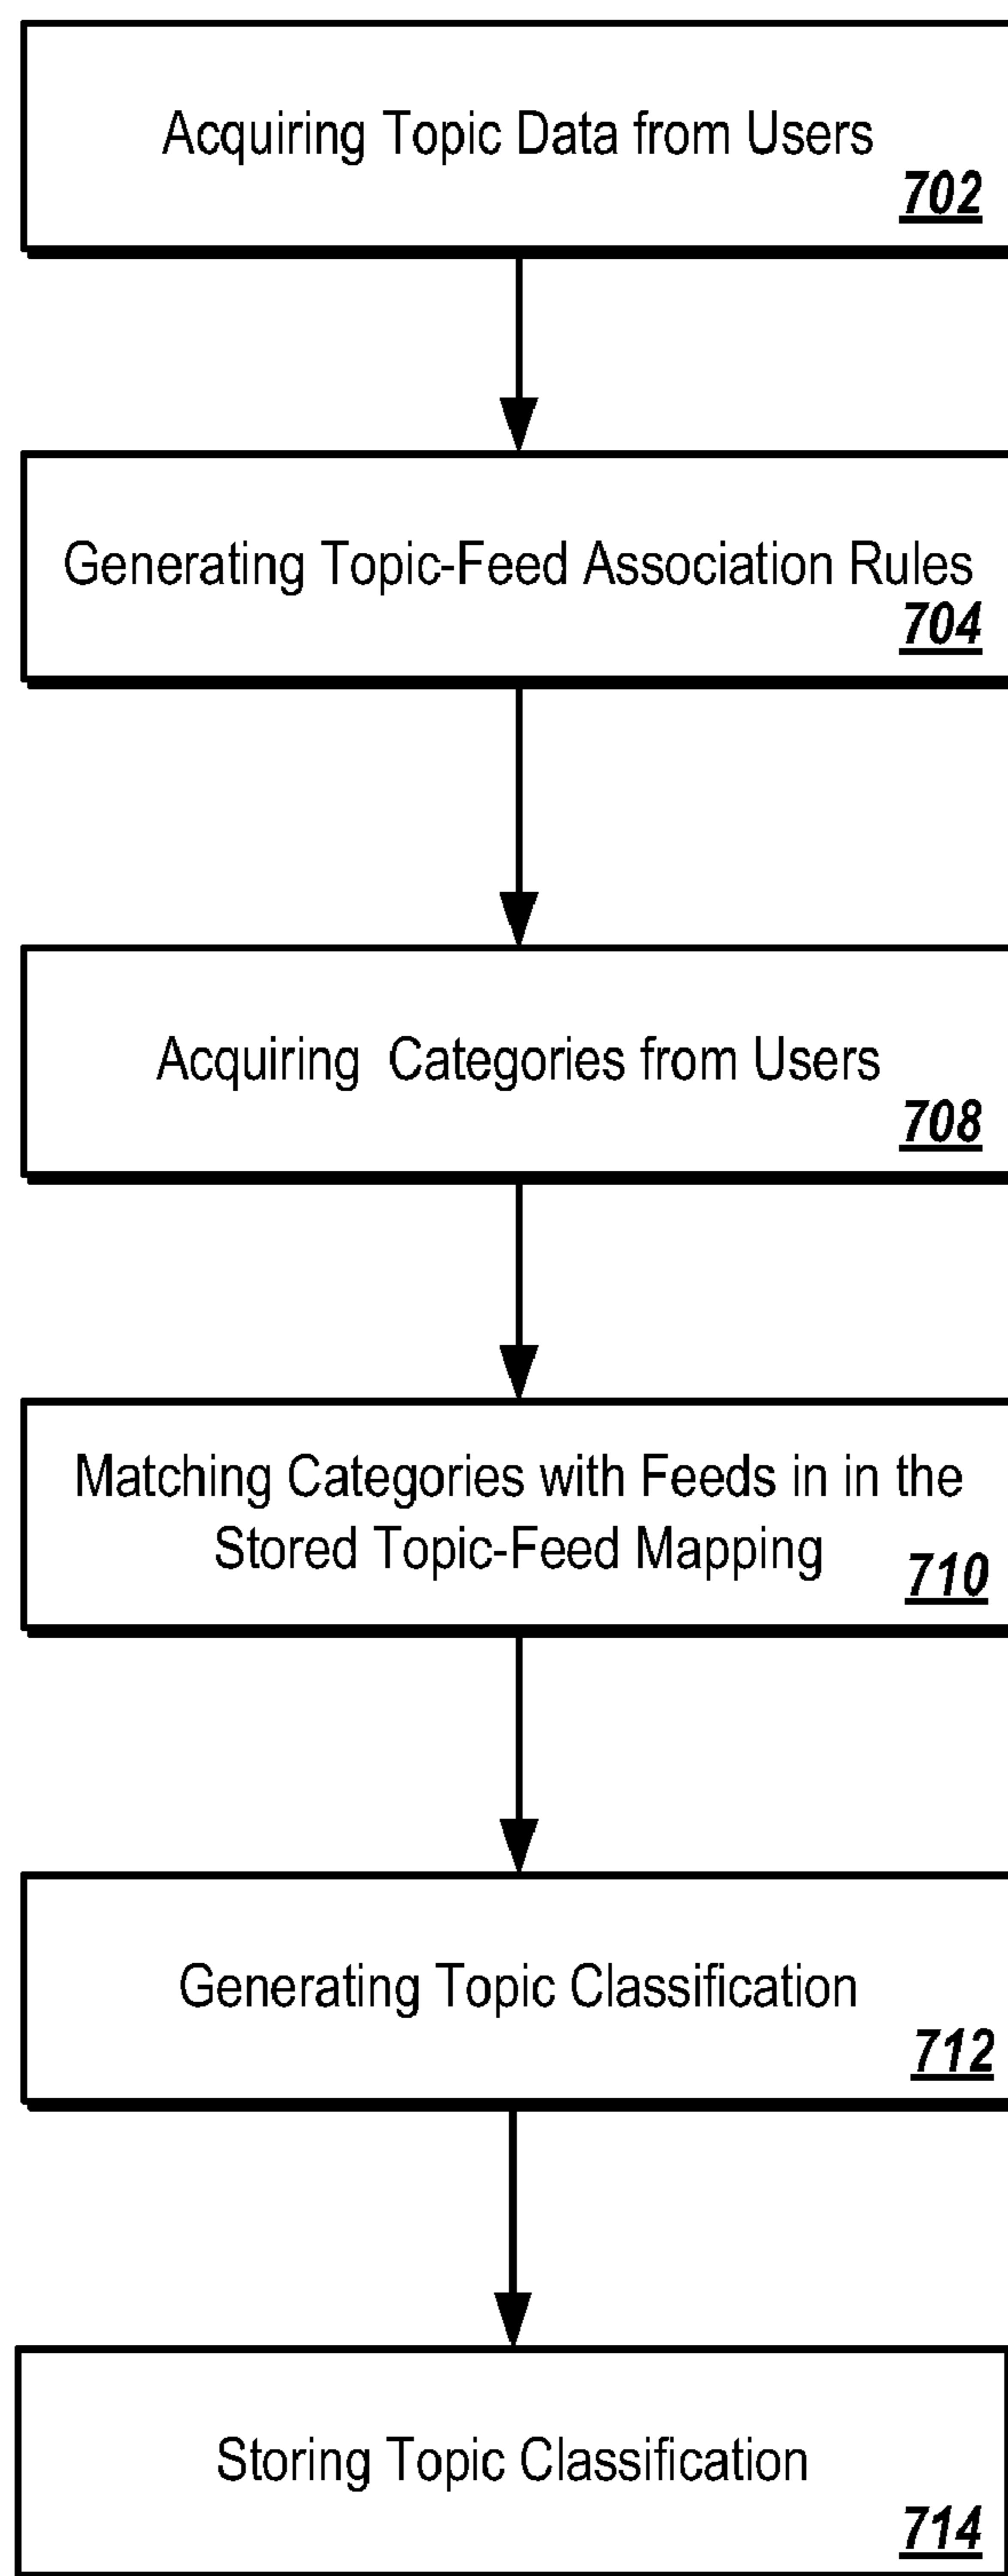 Acquiring Topic Data from Users
702
Generating Topic-Feed Association Rules
704
Acquiring Categories from Users
708
Matching Categories with Feeds in in the
Stored Topic-Feed Mapping
710
Generating Topic Classification
712
Storing Topic Classification
714